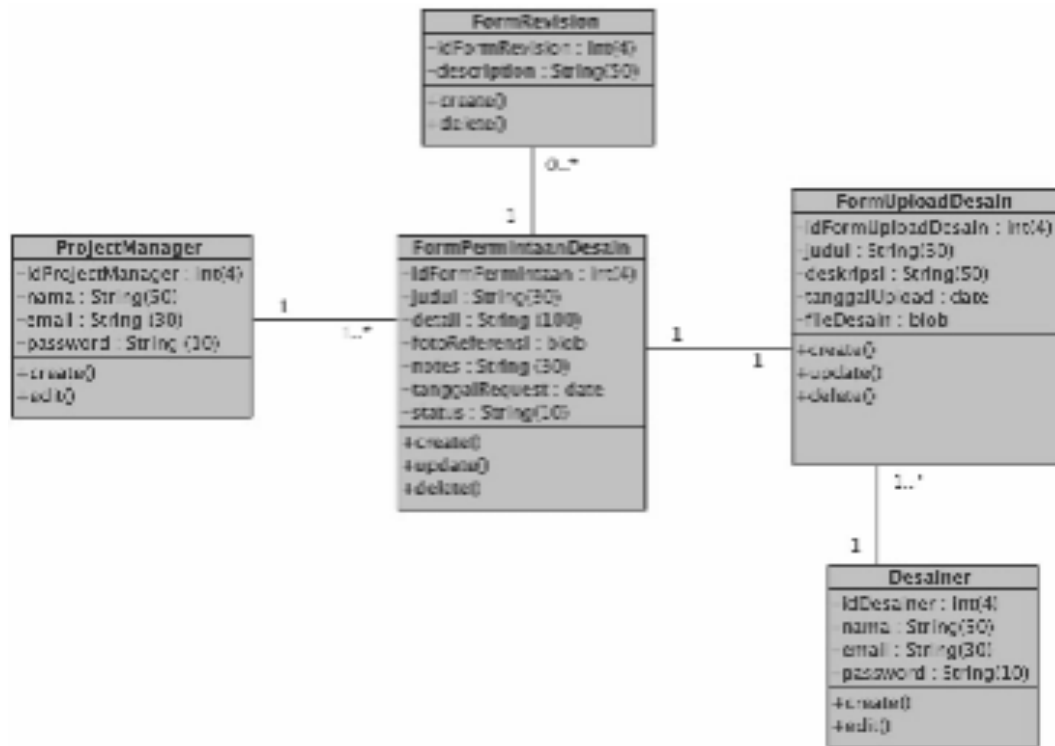 FormRevision
-idFormRevision : Int(4)
-description : String(50)
+create()
+delete()
0..*
1
ProjectManager
-idProjectManager : Int(4)
-nama : String(50)
-email : String (30)
-password : String (10)
+create()
+edit()
1
1..*
FormPermintaanDesain
-idFormPermintaan : Int(4)
-judul : String(30)
-detail : String (100)
-fotoReferensi : blob
-notes : String (30)
-tanggalRequest : date
-status : String(10)
+create()
+update()
+delete()
1
1
FormUploadDesain
-idFormUploadDesain : Int(4)
-judul : String(30)
-deskripsi : String(50)
-tanggalUpload : date
-fileDesain : blob
+create()
+update()
+delete()
1..*
1
Desainer
-idDesainer : Int(4)
-nama : String(50)
-email : String(30)
-password : String(10)
+create()
+edit()